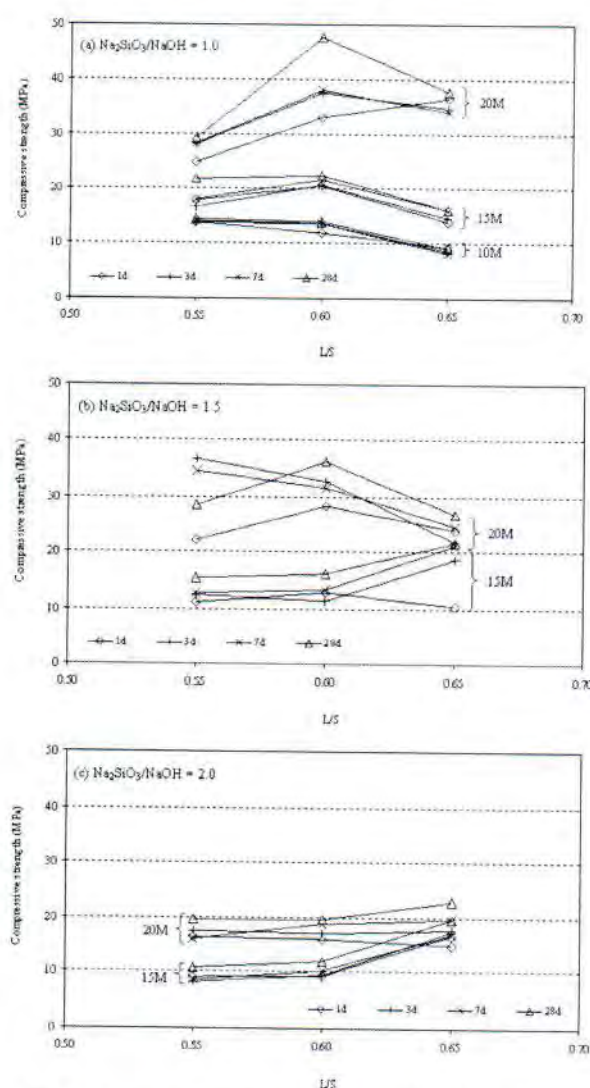 (a) Na₂SiO₃/NaOH = 1.0
Compressive strength (MPa)
50
40
30
20
10
0
20M
15M
10M
1d 3d 7d 28d
0.50 0.55 0.60 0.65 0.70
L/S
(b) Na₂SiO₃/NaOH = 1.5
Compressive strength (MPa)
50
40
30
20
10
0
20M
15M
1d 3d 7d 28d
0.50 0.55 0.60 0.65 0.70
L/S
(c) Na₂SiO₃/NaOH = 2.0
Compressive strength (MPa)
50
40
30
20
10
0
20M
15M
1d 3d 7d 28d
0.50 0.55 0.60 0.65 0.70
L/S